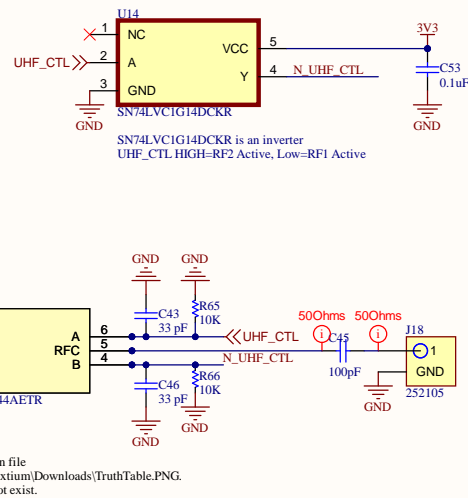 U14
1
NC
VCC
5
3V3
UHF_CTL
2
A
Y
4
N_UHF_CTL
C53
0.1uF
3
GND
GND
GND
SN74LVC1G14DCKR
SN74LVC1G14DCKR is an inverter
UHF_CTL HIGH=RF2 Active, Low=RF1 Active
GND
GND
C43
33 pF
R65
10K
50Ohms
50Ohms
A
6
UHF_CTL
i
C45
i
J18
RFC
5
1
B
4
N_UHF_CTL
100pF
GND
C46
33 pF
R66
10K
252105
44AETR
GND
GND
GND
n file
xtium\Downloads\TruthTable.PNG.
ot exist.